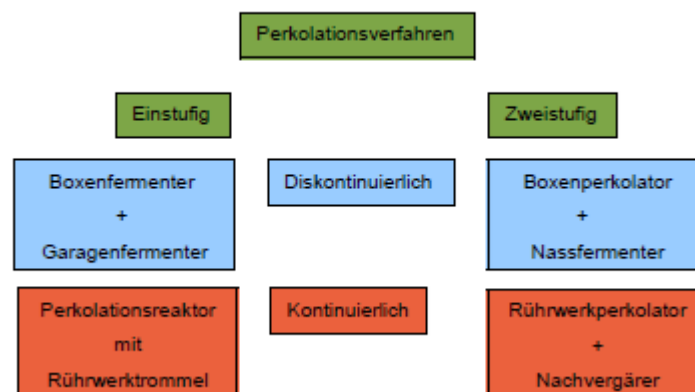 Perkolationsverfahren
Einstufig
Zweistufig
Boxenfermenter
+
Garagenfermenter
Diskontinuierlich
Boxenperkolator
+
Nassfermenter
Perkolationsreaktor
mit
Rührwerktrommel
Kontinuierlich
Rührwerkperkolator
+
Nachvergärer